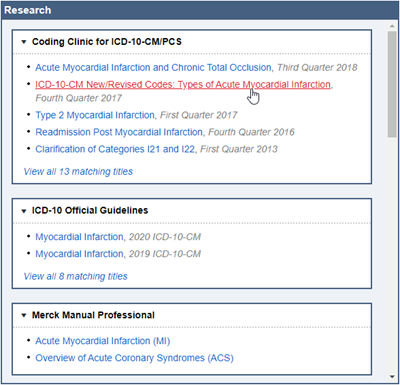 Research
Coding Clinic for ICD-10-CM/PCS
Acute Myocardial Infarction and Chronic Total Occlusion, Third Quarter 2018
ICD-10-CM New/Revised Codes: Types of Acute Myocardial Infarction,
Fourth Quarter 2017
Type 2 Myocardial Infarction, First Quarter 2017
Readmission Post Myocardial Infarction, Fourth Quarter 2016
Clarification of Categories I21 and I22, First Quarter 2013
View all 13 matching titles
ICD-10 Official Guidelines
Myocardial Infarction, 2020 ICD-10-CM
Myocardial Infarction, 2019 ICD-10-CM
View all 8 matching titles
Merck Manual Professional
Acute Myocardial Infarction (MI)
Overview of Acute Coronary Syndromes (ACS)